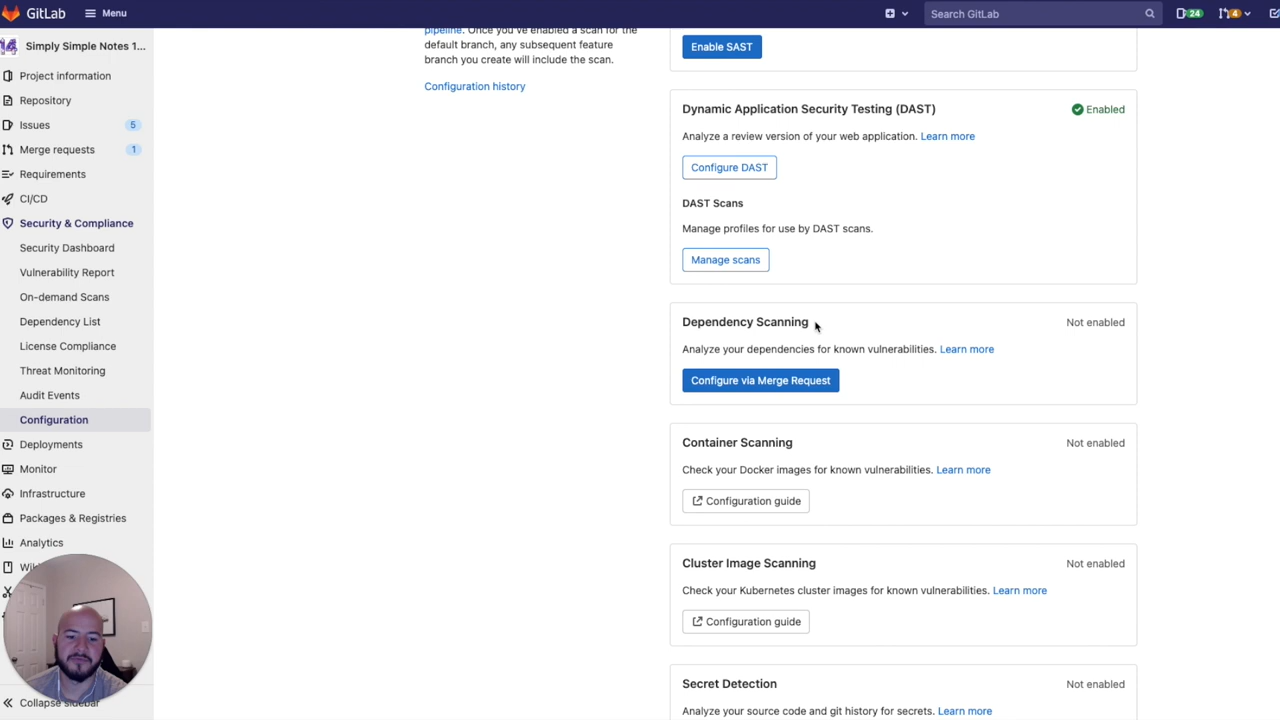 GitLab
Menu
Search GitLab
24
4
14
Simply Simple Notes 1...
Project information
Repository
Issues
5
Merge requests
1
Requirements
CI/CD
Security & Compliance
Security Dashboard
Vulnerability Report
On-demand Scans
Dependency List
License Compliance
Threat Monitoring
Audit Events
Configuration
Deployments
Monitor
Infrastructure
Packages & Registries
Analytics
Collapse sidebar
pipeline. Once you've enabled a scan for the
default branch, any subsequent feature
branch you create will include the scan.
Configuration history
Enable SAST
Dynamic Application Security Testing (DAST)
Enabled
Analyze a review version of your web application. Learn more
Configure DAST
DAST Scans
Manage profiles for use by DAST scans.
Manage scans
Dependency Scanning
Not enabled
Analyze your dependencies for known vulnerabilities. Learn more
Configure via Merge Request
Container Scanning
Not enabled
Check your Docker images for known vulnerabilities. Learn more
Configuration guide
Cluster Image Scanning
Not enabled
Check your Kubernetes cluster images for known vulnerabilities. Learn more
Configuration guide
Secret Detection
Not enabled
Analyze your source code and git history for secrets. Learn more